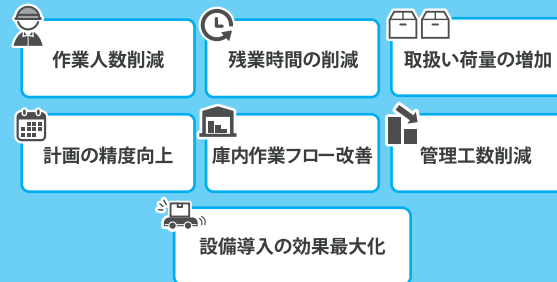 作業人数削減
残業時間の削減
取扱い荷量の増加
計画の精度向上
庫内作業フロー改善
管理工数削減
設備導入の効果最大化